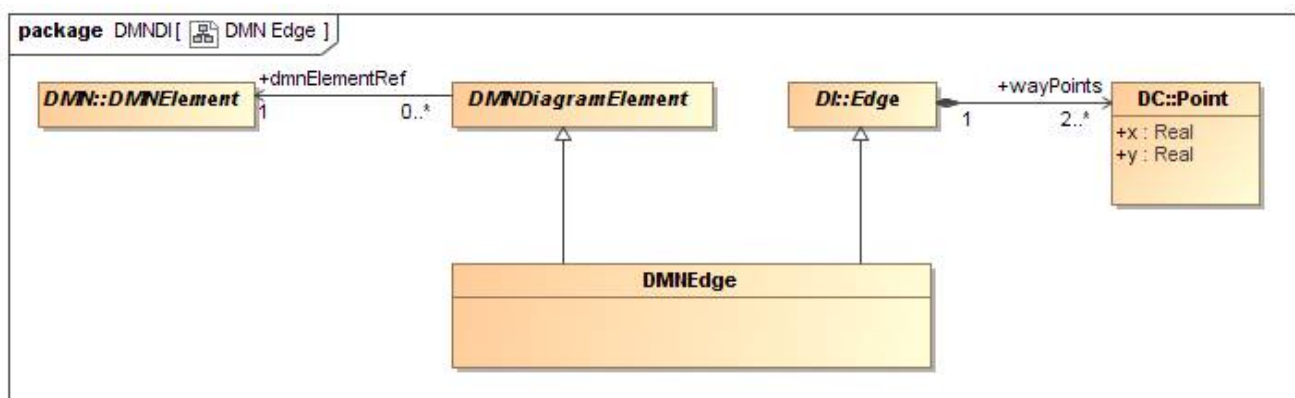 package DMNDI [ DMN Edge ]
DMN::DMNElement
+dmnElementRef
1
0..*
DMNDiagramElement
DI::Edge
+wayPoints
1
2..*
DC::Point
+x : Real
+y : Real
DMNEdge